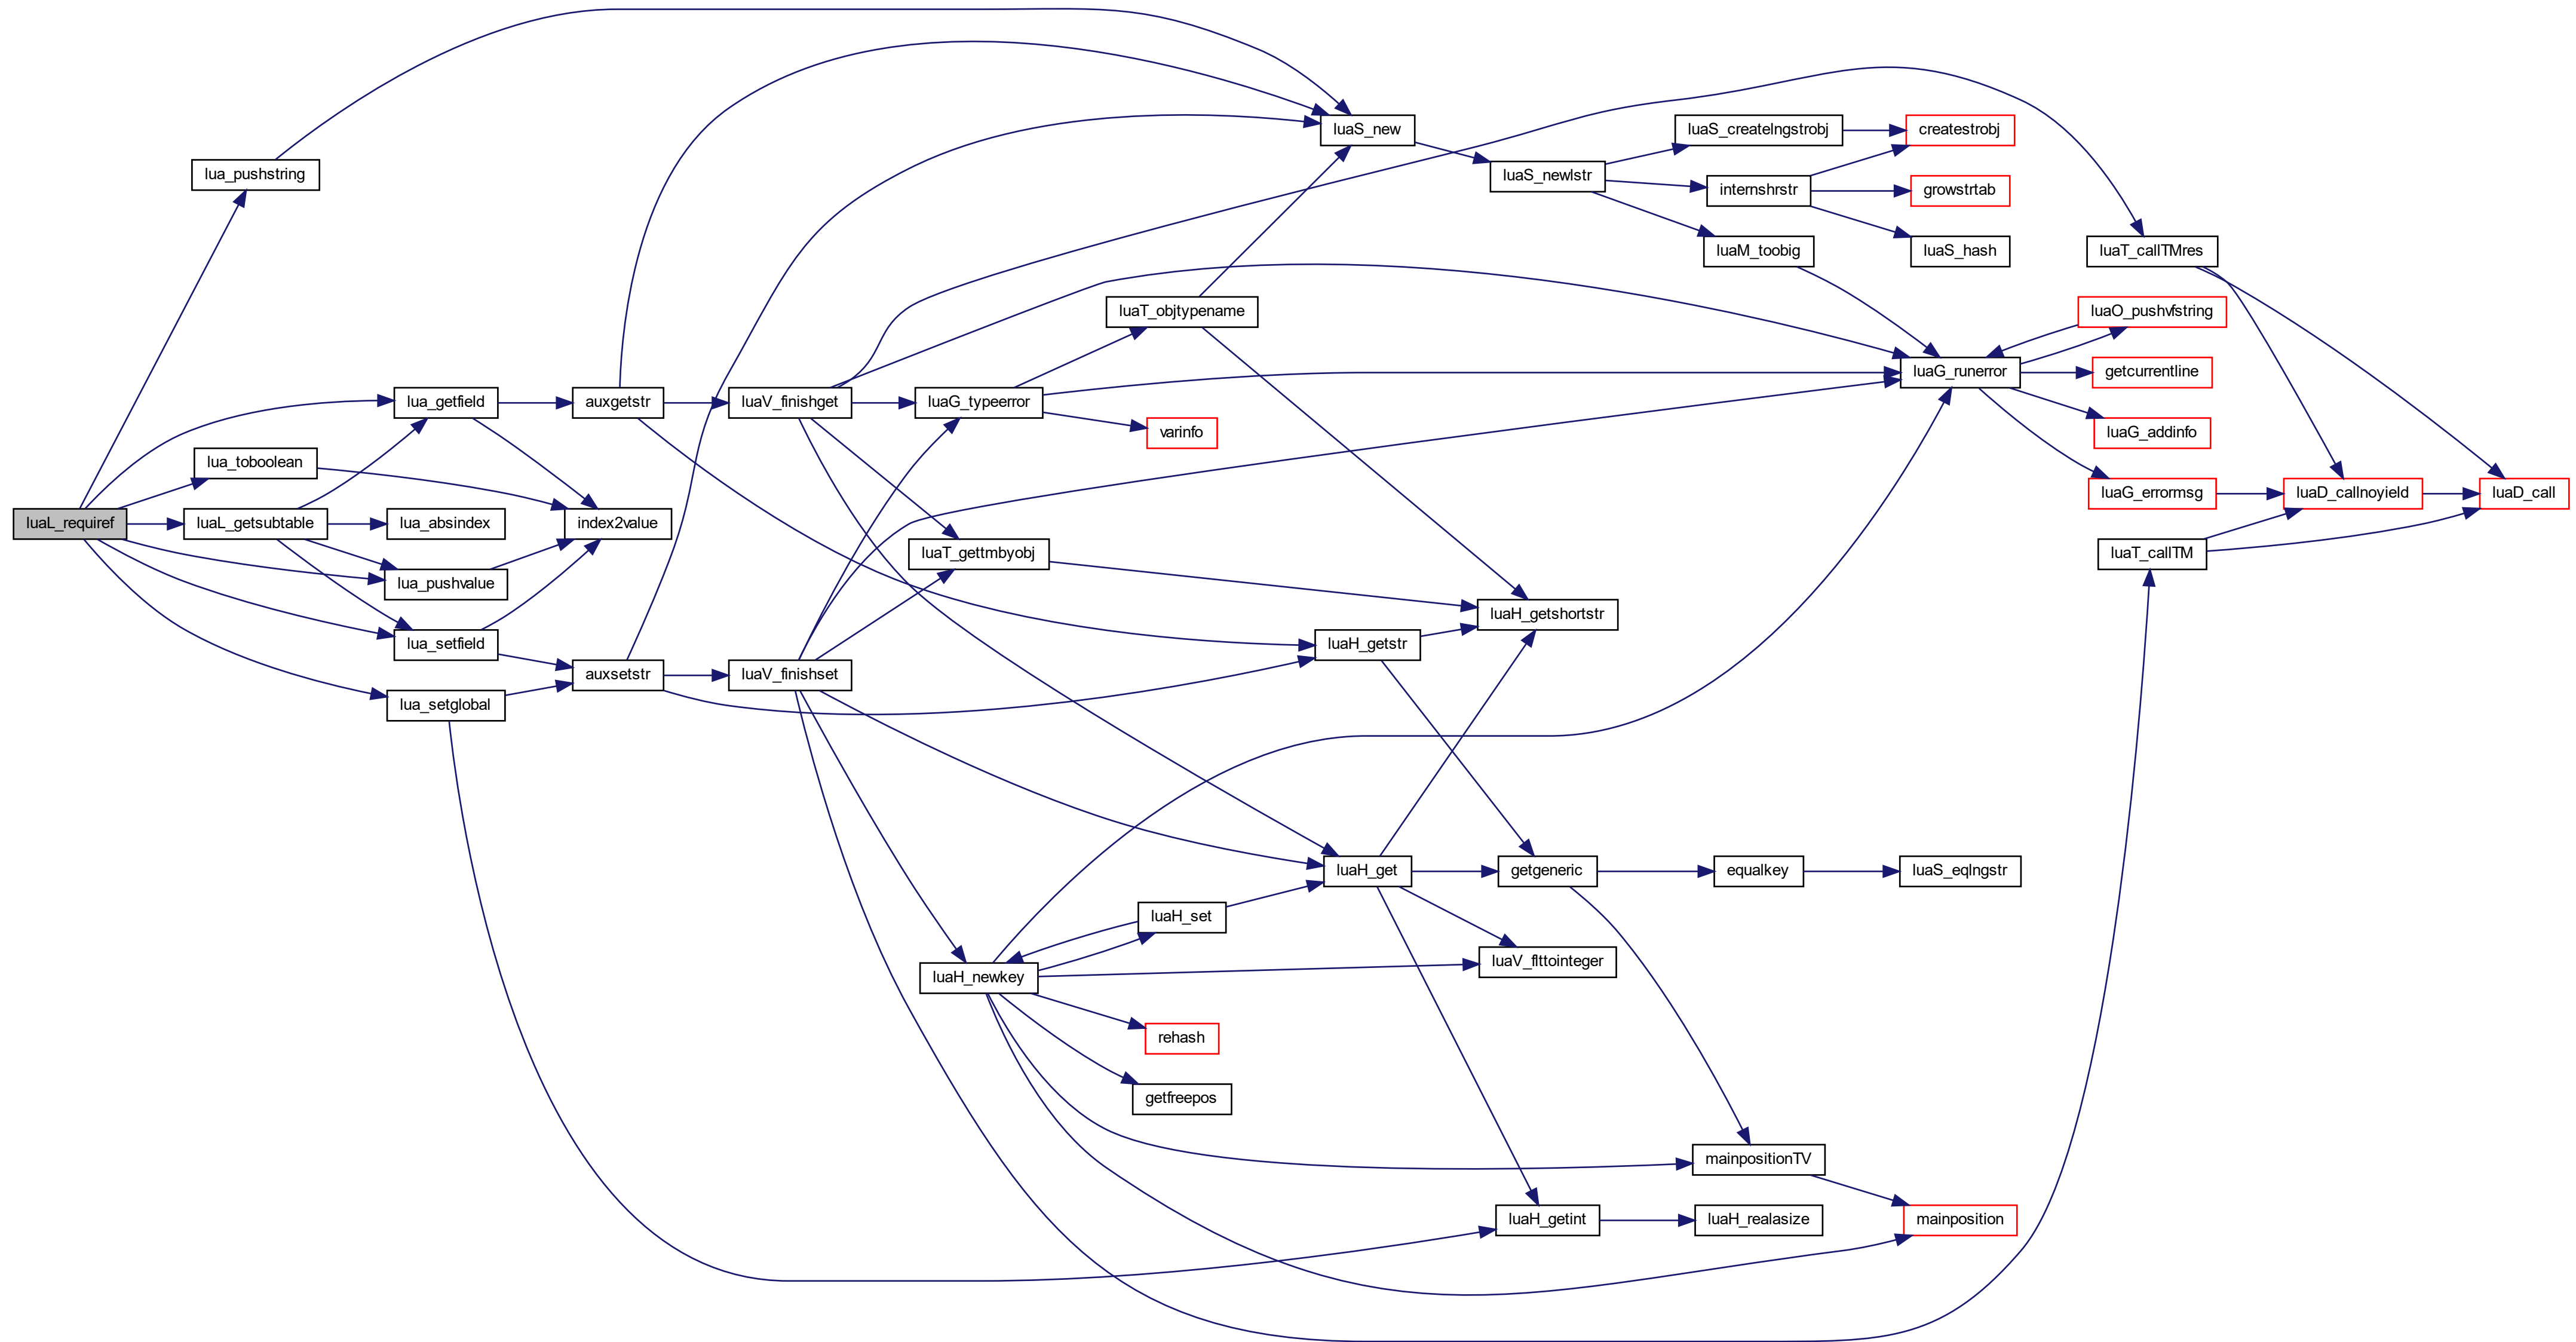 luaL_requiref
lua_pushstring
lua_getfield
lua_toboolean
luaL_getsubtable
lua_absindex
lua_pushvalue
lua_setfield
lua_setglobal
index2value
auxgetstr
auxsetstr
luaV_finishget
luaV_finishset
luaG_typeerror
luaT_objtypename
varinfo
luaT_gettmbyobj
luaH_newkey
luaH_set
rehash
getfreepos
luaS_new
luaH_getstr
luaH_get
luaS_newlstr
luaH_getshortstr
getgeneric
luaV_flttointeger
luaH_getint
luaS_createlngstrobj
internshrstr
luaM_toobig
equalkey
mainpositionTV
luaH_realasize
createstrobj
growstrtab
luaS_hash
luaG_runerror
luaS_eqlngstr
mainposition
luaT_callTMres
luaO_pushvfstring
getcurrentline
luaG_addinfo
luaG_errormsg
luaT_callTM
luaD_callnoyield
luaD_call